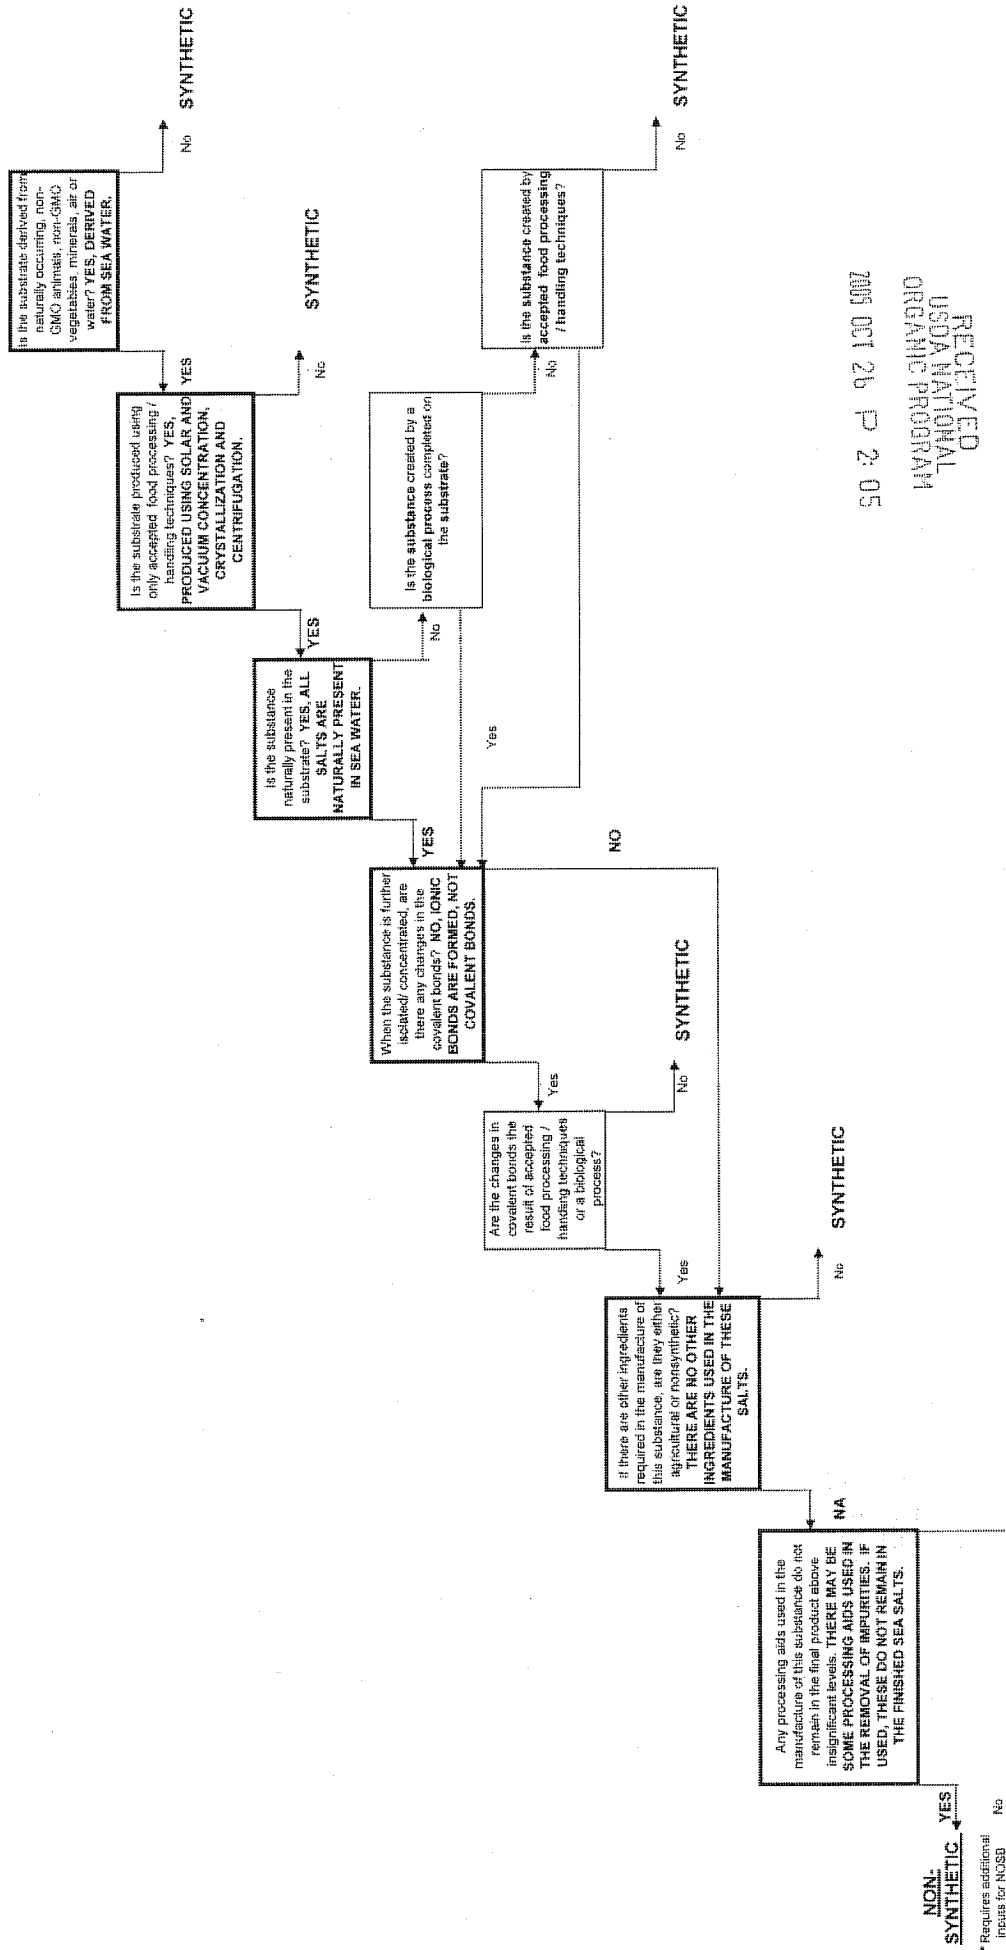 Is the substrate derived from
naturally occurring, non-
GMO animals, non-GMO
vegetables, minerals, air or
water? YES, DERIVED
FROM SEA WATER.
No
SYNTHETIC
YES
Is the substrate produced using
only accepted food processing /
handling techniques? YES,
PRODUCED USING SOLAR AND
VACUUM CONCENTRATION,
CRYSTALLIZATION AND
CENTRIFUGATION.
No
SYNTHETIC
YES
Is the substance
naturally present in the
substrate? YES, ALL
SALTS ARE
NATURALLY PRESENT
IN SEA WATER.
No
YES
Is the substance created by a
biological process completed on
the substrate?
No
Yes
Is the substance created by
accepted food processing
/ handling techniques?
No
SYNTHETIC
When the substance is further
isolated/ concentrated, are
there any changes in the
covalent bonds? NO, IONIC
BONDS ARE FORMED, NOT
COVALENT BONDS.
NO
Yes
Are the changes in
covalent bonds the
result of accepted
food processing /
handling techniques
or a biological
process?
No
SYNTHETIC
Yes
If there are other ingredients
required in the manufacture of
this substance, are they either
agricultural or nonsynthetic?
THERE ARE NO OTHER
INGREDIENTS USED IN THE
MANUFACTURE OF THESE
SALTS.
No
SYNTHETIC
NA
Any processing aids used in the
manufacture of this substance do not
remain in the final product above
insignificant levels. THERE MAY BE
SOME PROCESSING AIDS USED IN
THE REMOVAL OF IMPURITIES. IF
USED, THESE DO NOT REMAIN IN
THE FINISHED SEA SALTS.
YES
NON-
SYNTHETIC
No
* Requires additional
inputs for NOSB
RECEIVED
USDA NATIONAL
ORGANIC PROGRAM
2005 OCT 26 P 2:05